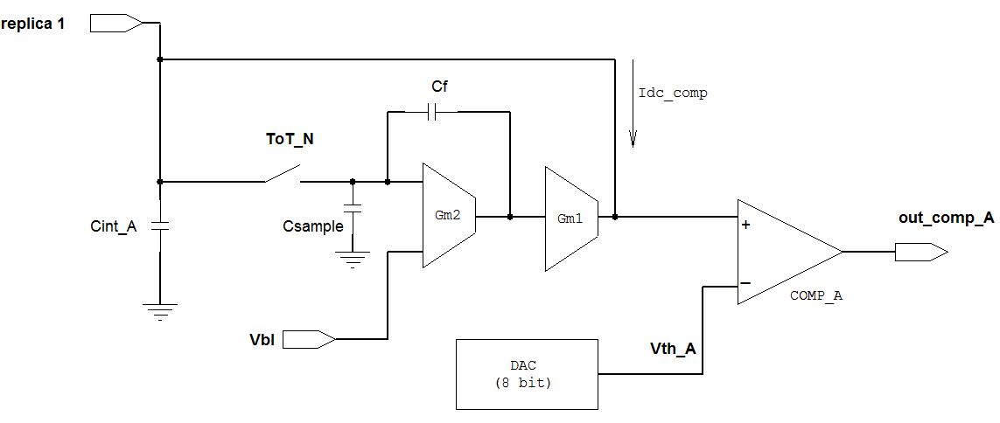 replica 1
Cf
Idc_comp
ToT_N
Gm2
Gm1
Cint_A
Csample
out_comp_A
+
−
COMP_A
Vbl
Vth_A
DAC
(8 bit)